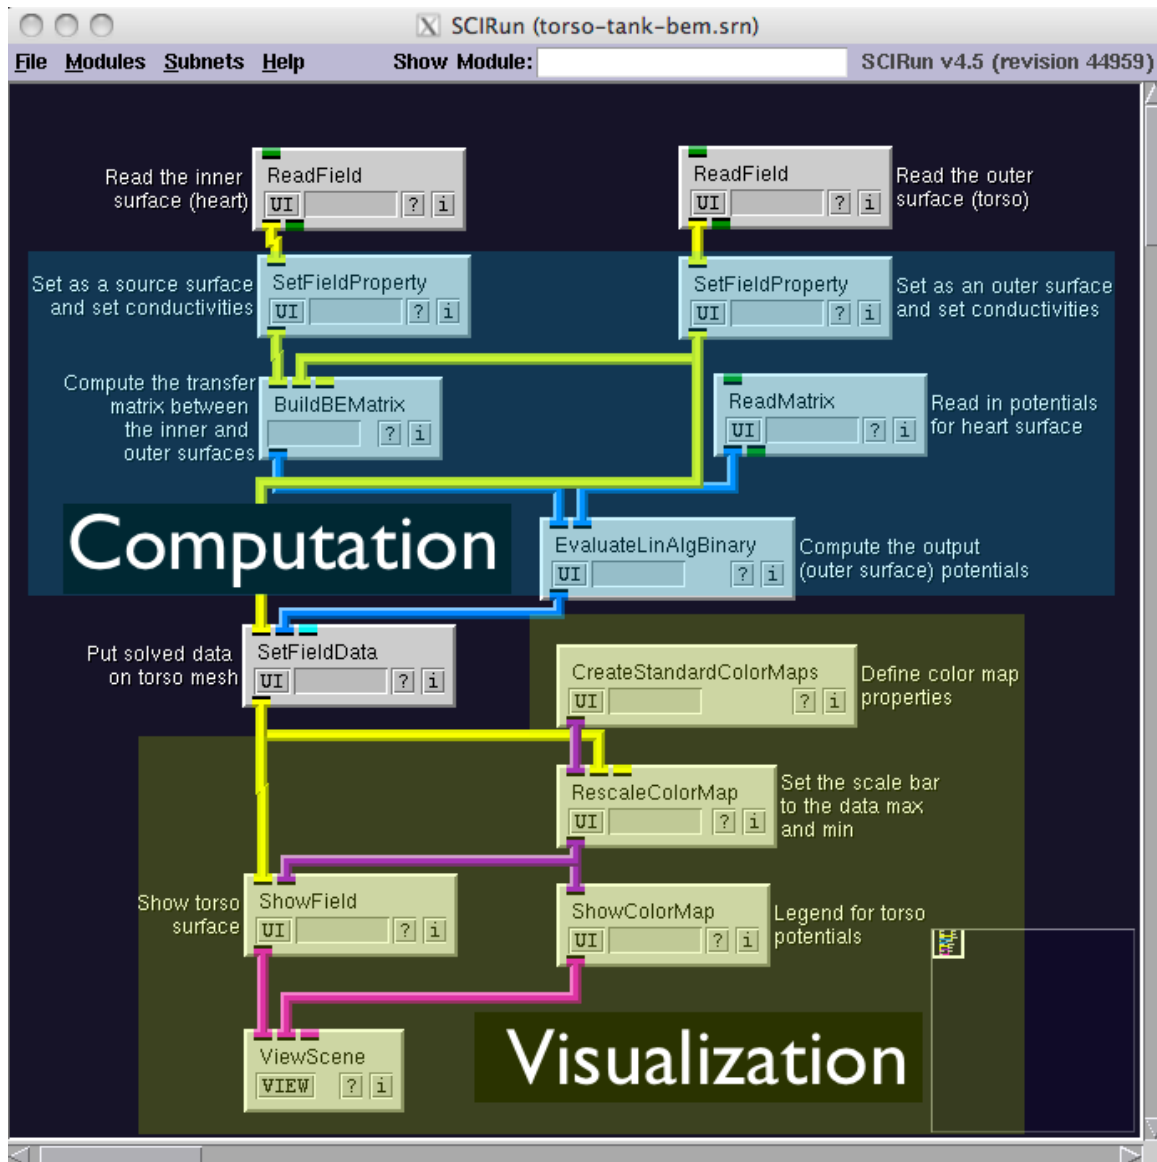 SCIRun (torso-tank-bem.srn)
File Modules Subnets Help Show Module: SCIRun v4.5 (revision 44959)
Read the inner
surface (heart)
ReadField
UI ? i
ReadField
UI ? i
Read the outer
surface (torso)
Set as a source surface
and set conductivities
SetFieldProperty
UI ? i
SetFieldProperty
UI ? i
Set as an outer surface
and set conductivities
Compute the transfer
matrix between
the inner and
outer surfaces
BuildBEMatrix
? i
ReadMatrix
UI ? i
Read in potentials
for heart surface
Computation
EvaluateLinAlgBinary
UI ? i
Compute the output
(outer surface) potentials
Put solved data
on torso mesh
SetFieldData
UI ? i
CreateStandardColorMaps
UI ? i
Define color map
properties
RescaleColorMap
UI ? i
Set the scale bar
to the data max
and min
Show torso
surface
ShowField
UI ? i
ShowColorMap
UI ? i
Legend for torso
potentials
ViewScene
VIEW ? i
Visualization